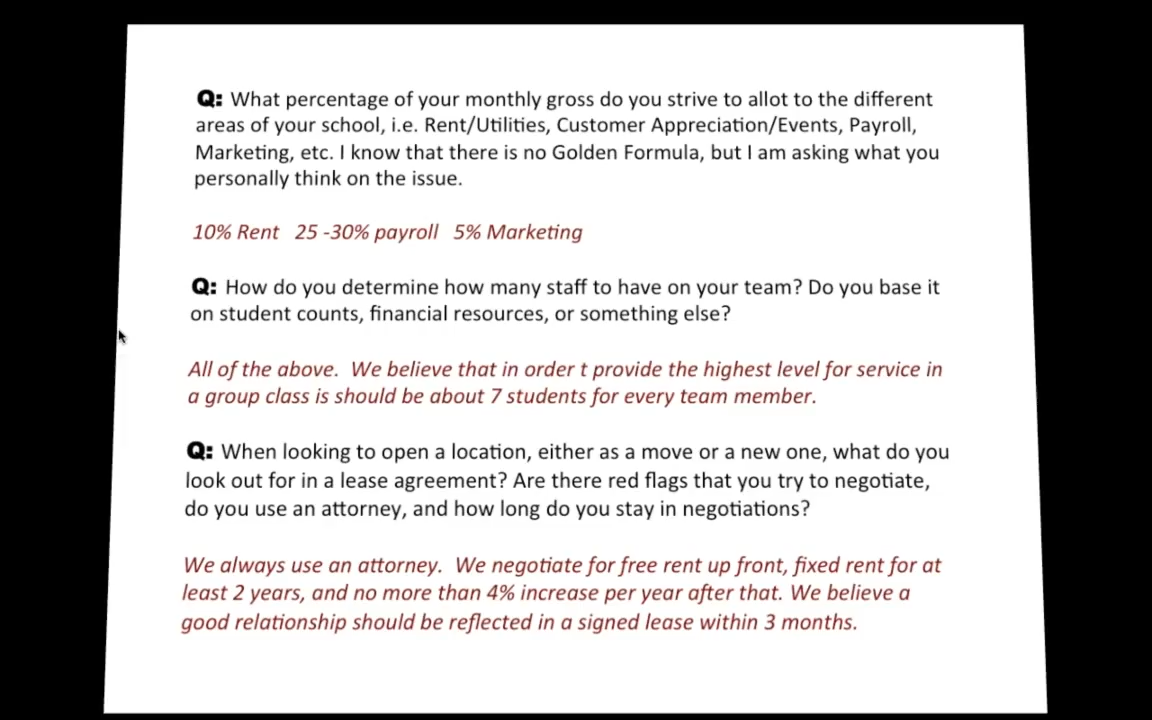 Q: What percentage of your monthly gross do you strive to allot to the different
areas of your school, i.e. Rent/Utilities, Customer Appreciation/Events, Payroll,
Marketing, etc. I know that there is no Golden Formula, but I am asking what you
personally think on the issue.
10% Rent 25 -30% payroll 5% Marketing
Q: How do you determine how many staff to have on your team? Do you base it
on student counts, financial resources, or something else?
All of the above. We believe that in order t provide the highest level for service in
a group class is should be about 7 students for every team member.
Q: When looking to open a location, either as a move or a new one, what do you
look out for in a lease agreement? Are there red flags that you try to negotiate,
do you use an attorney, and how long do you stay in negotiations?
We always use an attorney. We negotiate for free rent up front, fixed rent for at
least 2 years, and no more than 4% increase per year after that. We believe a
good relationship should be reflected in a signed lease within 3 months.